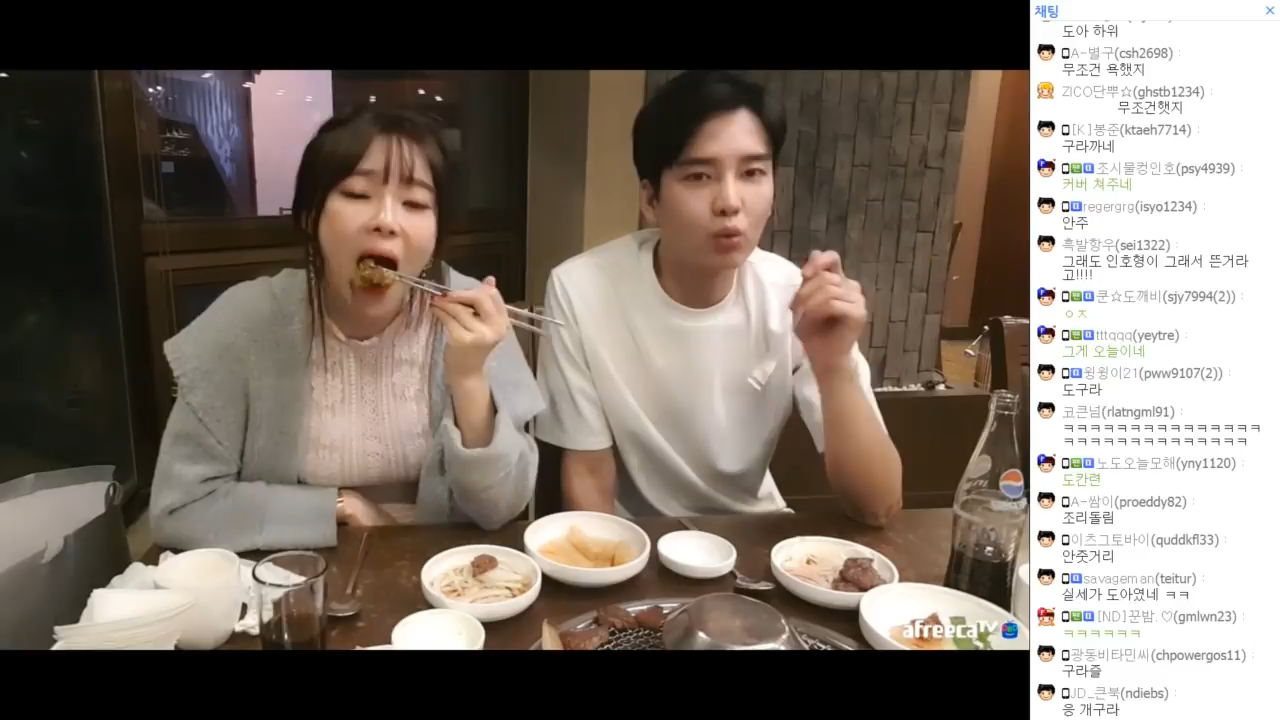 채팅
도아 하위
A-별구(csh2698) :
무조건 욕했지
ZICO단뿌☆(ghstb1234) :
무조건햇지
[K]봉준(ktaeh7714) :
구라까네
조시물컹인호(psy4939) :
커버 쳐주네
regergrg(isyo1234) :
안주
흑발항우(sei1322) :
그래도 인호형이 그래서 뜬거라
고!!!!
쿤☆도깨비(sjy7994(2)) :
ㅇㅈ
tttqqq(yeytre) :
그게 오늘이네
윙윙이21(pww9107(2)) :
도구라
코큰넘(rlatngml91) :
ㅋㅋㅋㅋㅋㅋㅋㅋㅋㅋㅋㅋㅋㅋㅋ
ㅋㅋㅋㅋㅋㅋㅋㅋㅋㅋㅋㅋㅋㅋ
노도오늘모해(yny1120) :
도칸련
A-쌈이(proeddy82) :
조리돌림
이츠그토바이(quddkfl33) :
안줏거리
savageman(teitur) :
실세가 도아였네 ㅋㅋ
[ND]꾼밤.♡(gmlwn23) :
ㅋㅋㅋㅋㅋㅋ
광동비타민씨(chpowergos11) :
구라즐
JD_큰북(ndiebs) :
응 개구라
afreecaTV